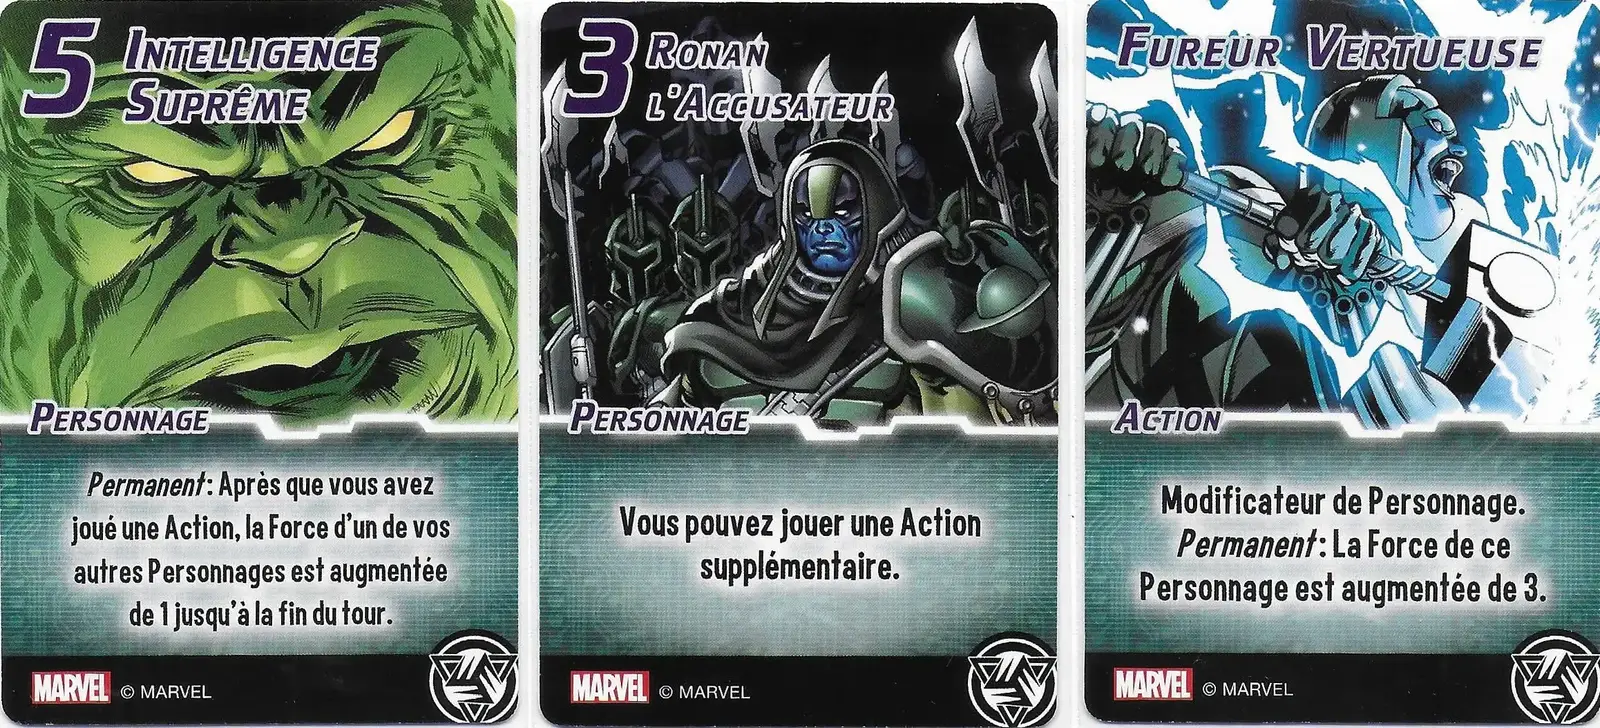 5
INTELLIGENCE
SUPRÊME
PERSONNAGE
Permanent : Après que vous avez
joué une Action, la Force d'un de vos
autres Personnages est augmentée
de 1 jusqu'à la fin du tour.
MARVEL © MARVEL
3
RONAN
L'ACCUSATEUR
PERSONNAGE
Vous pouvez jouer une Action
supplémentaire.
MARVEL © MARVEL
FUREUR VERTUEUSE
ACTION
Modificateur de Personnage.
Permanent : La Force de ce
Personnage est augmentée de 3.
MARVEL © MARVEL